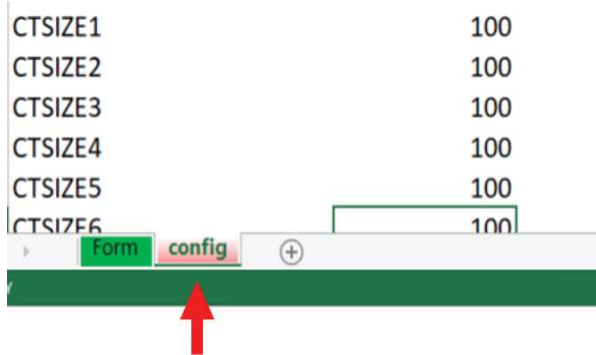 CTSIZE1 100
CTSIZE2 100
CTSIZE3 100
CTSIZE4 100
CTSIZE5 100
CTSIZE6 100
Form config